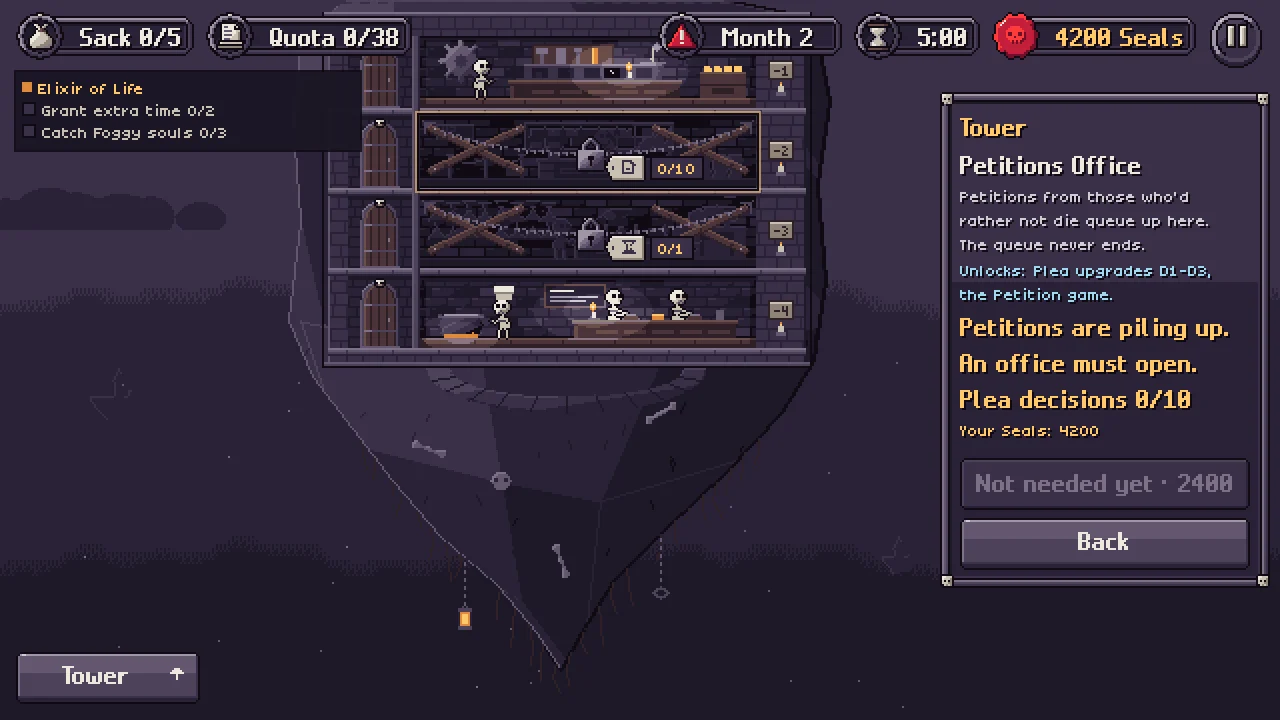 Sack 0/5
Quota 0/38
Month 2
5:00
4200 Seals
Elixir of Life
Grant extra time 0/2
Catch Foggy souls 0/3
-1
-2
0/10
-3
0/1
-4
Tower
Petitions Office
Petitions from those who'd
rather not die queue up here.
The queue never ends.
Unlocks: Plea upgrades D1-D3,
the Petition game.
Petitions are piling up.
An office must open.
Plea decisions 0/10
Your Seals: 4200
Not needed yet · 2400
Back
Tower